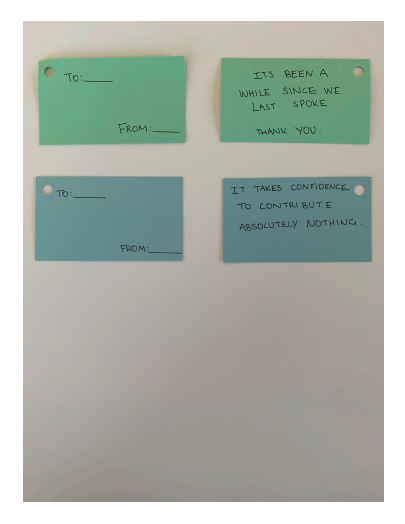 TO:____
FROM:____
IT'S BEEN A
WHILE SINCE WE
LAST SPOKE.
THANK YOU.
TO:____
FROM:____
IT TAKES CONFIDENCE
TO CONTRIBUTE
ABSOLUTELY NOTHING.